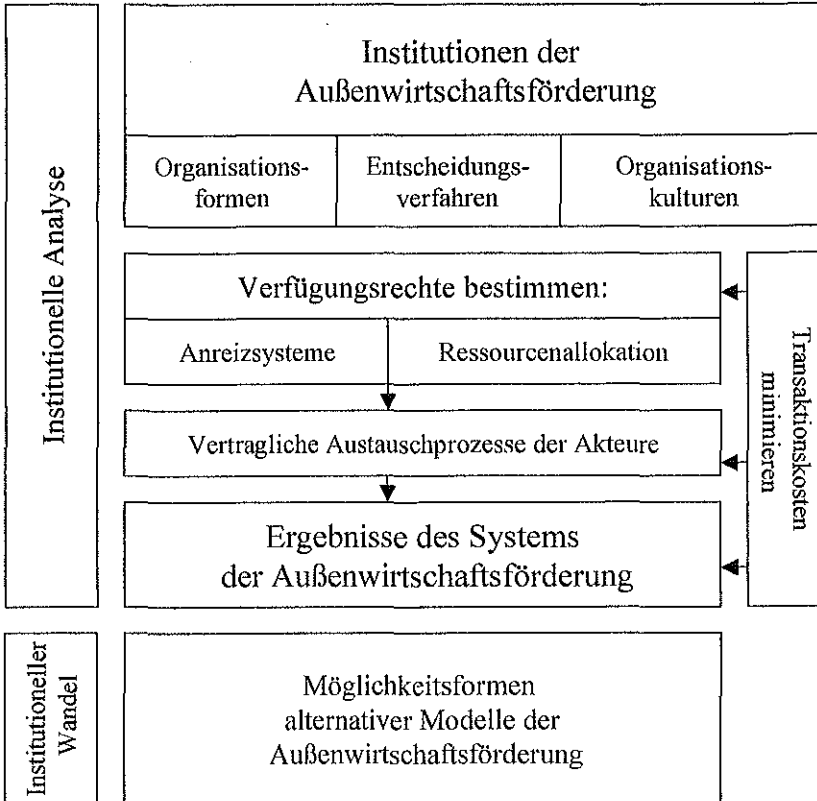 Institutionelle Analyse
Institutionen der
Außenwirtschaftsförderung
Organisations-
formen
Entscheidungs-
verfahren
Organisations-
kulturen
Verfügungsrechte bestimmen:
Anreizsysteme
Ressourcenallokation
Vertragliche Austauschprozesse der Akteure
Ergebnisse des Systems
der Außenwirtschaftsförderung
Transaktionskosten
minimieren
Institutioneller
Wandel
Möglichkeitsformen
alternativer Modelle der
Außenwirtschaftsförderung